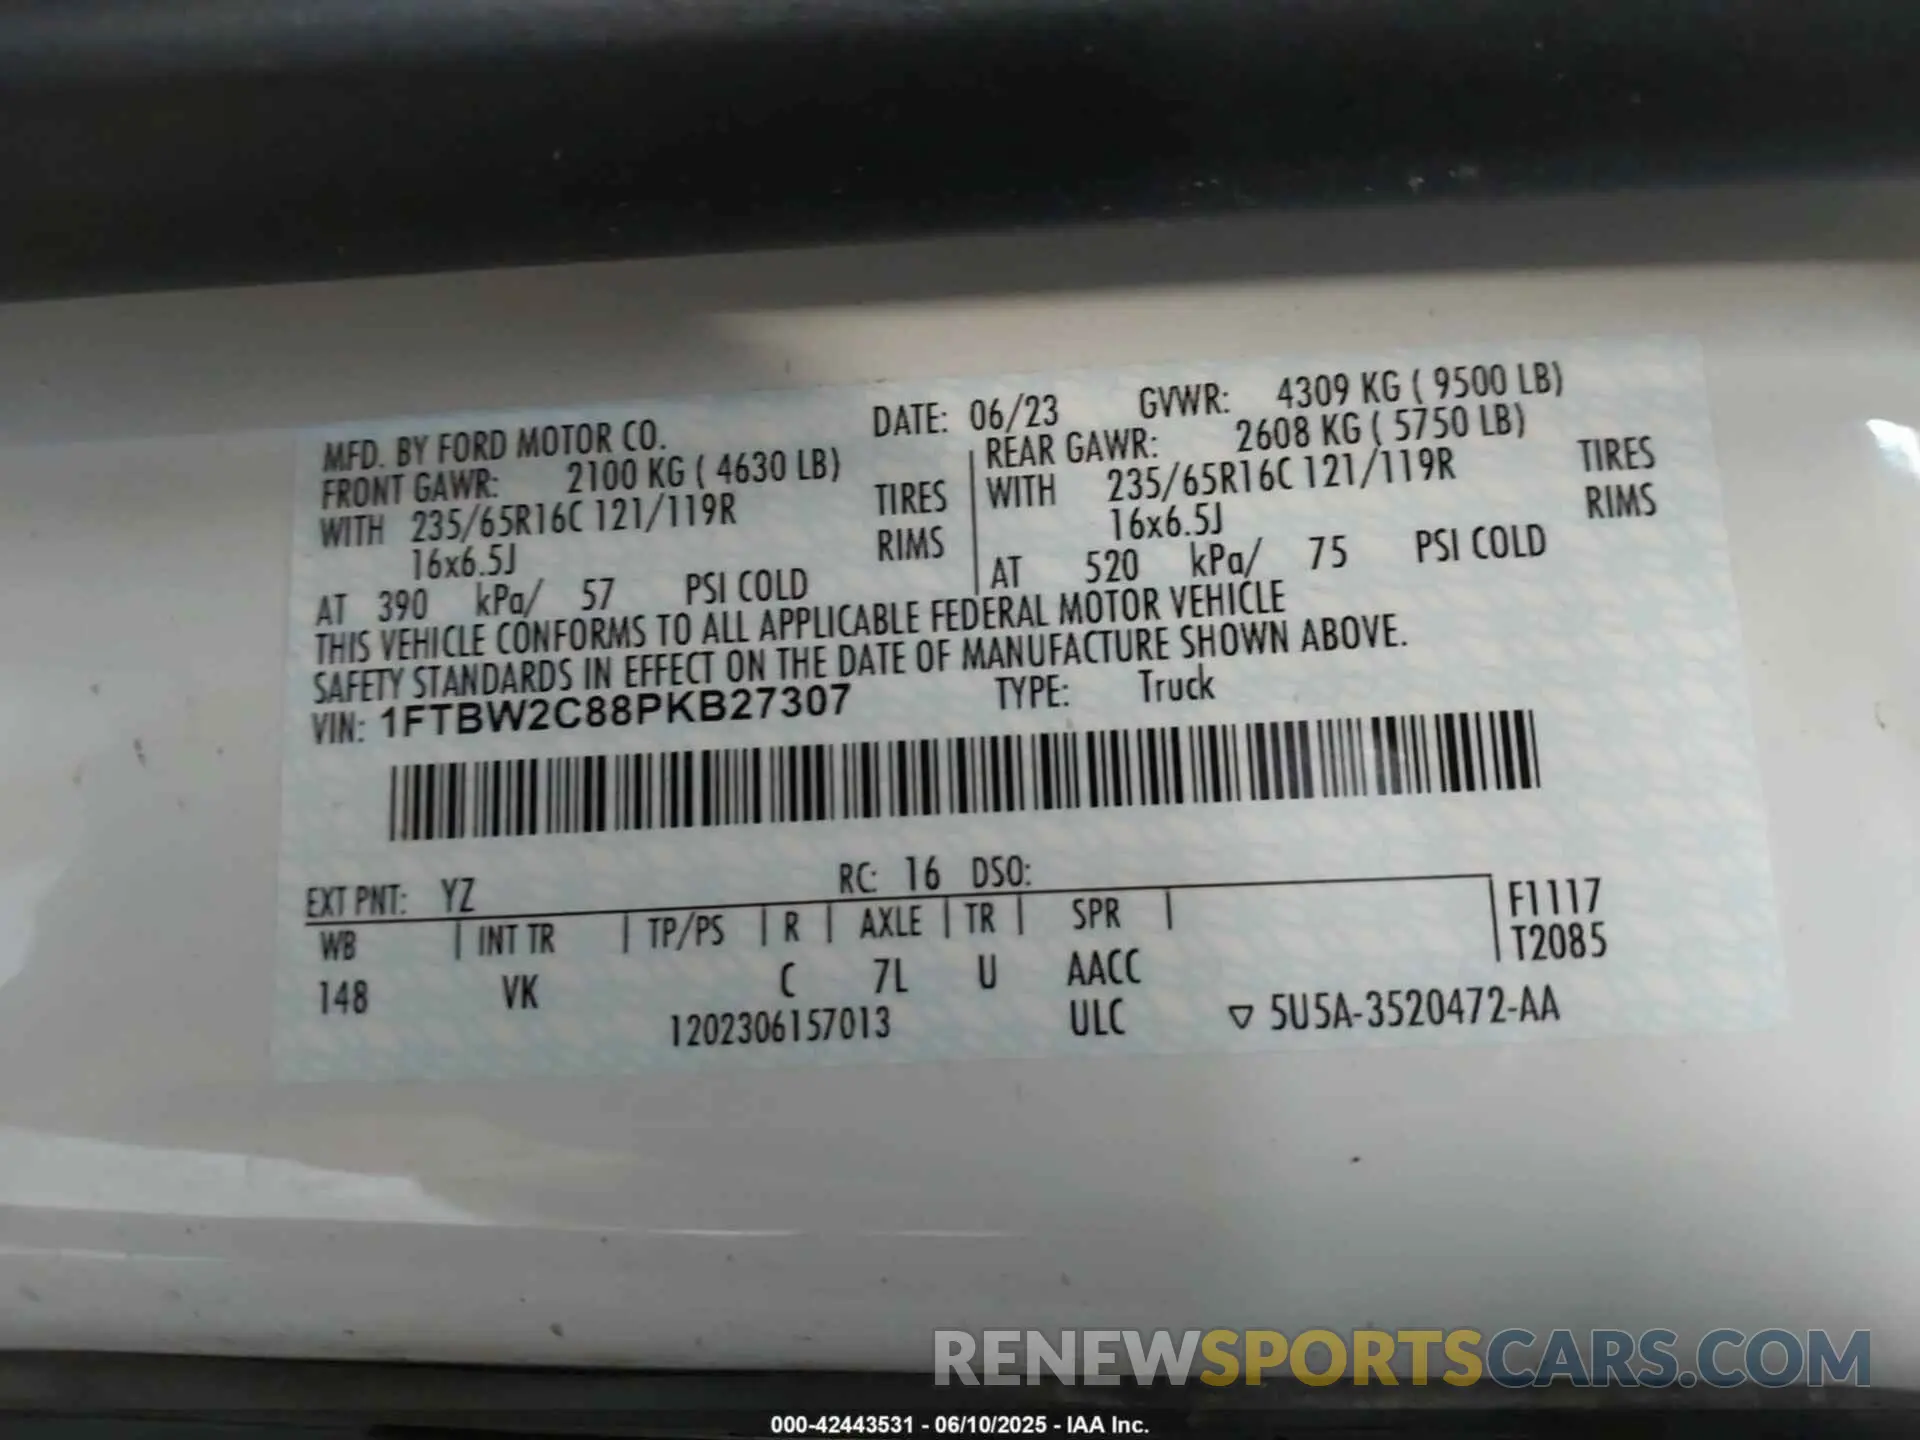 MFD. BY FORD MOTOR CO. DATE: 06/23 GVWR: 4309 KG ( 9500 LB)
FRONT GAWR: 2100 KG ( 4630 LB) REAR GAWR: 2608 KG ( 5750 LB)
WITH 235/65R16C 121/119R TIRES WITH 235/65R16C 121/119R TIRES
16x6.5J RIMS 16x6.5J RIMS
AT 390 kPa/ 57 PSI COLD AT 520 kPa/ 75 PSI COLD
THIS VEHICLE CONFORMS TO ALL APPLICABLE FEDERAL MOTOR VEHICLE
SAFETY STANDARDS IN EFFECT ON THE DATE OF MANUFACTURE SHOWN ABOVE.
VIN: 1FTBW2C88PKB27307 TYPE: Truck
EXT PNT: YZ RC: 16 DSO:
WB | INT TR | TP/PS | R | AXLE | TR | SPR | F1117
T2085
148 VK C 7L U AACC
1202306157013 ULC ▽ 5U5A-3520472-AA
RENEWSPORTSCARS.COM
000-42443531 - 06/10/2025 - IAA Inc.